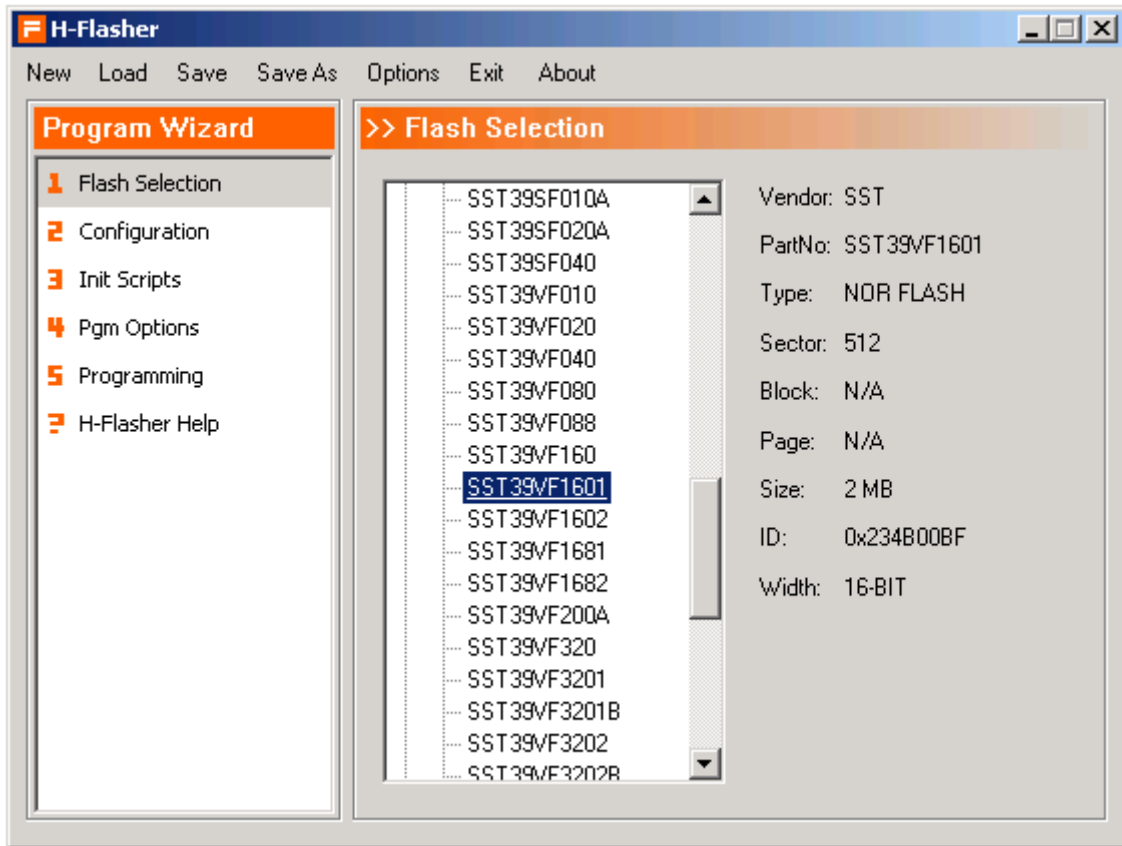 H-Flasher
New Load Save Save As Options Exit About
Program Wizard
1 Flash Selection
2 Configuration
3 Init Scripts
4 Pgm Options
5 Programming
? H-Flasher Help
>> Flash Selection
SST39SF010A
SST39SF020A
SST39SF040
SST39VF010
SST39VF020
SST39VF040
SST39VF080
SST39VF088
SST39VF160
SST39VF1601
SST39VF1602
SST39VF1681
SST39VF1682
SST39VF200A
SST39VF320
SST39VF3201
SST39VF3201B
SST39VF3202
SST39VF3202B
Vendor: SST
PartNo: SST39VF1601
Type: NOR FLASH
Sector: 512
Block: N/A
Page: N/A
Size: 2 MB
ID: 0x234B00BF
Width: 16-BIT